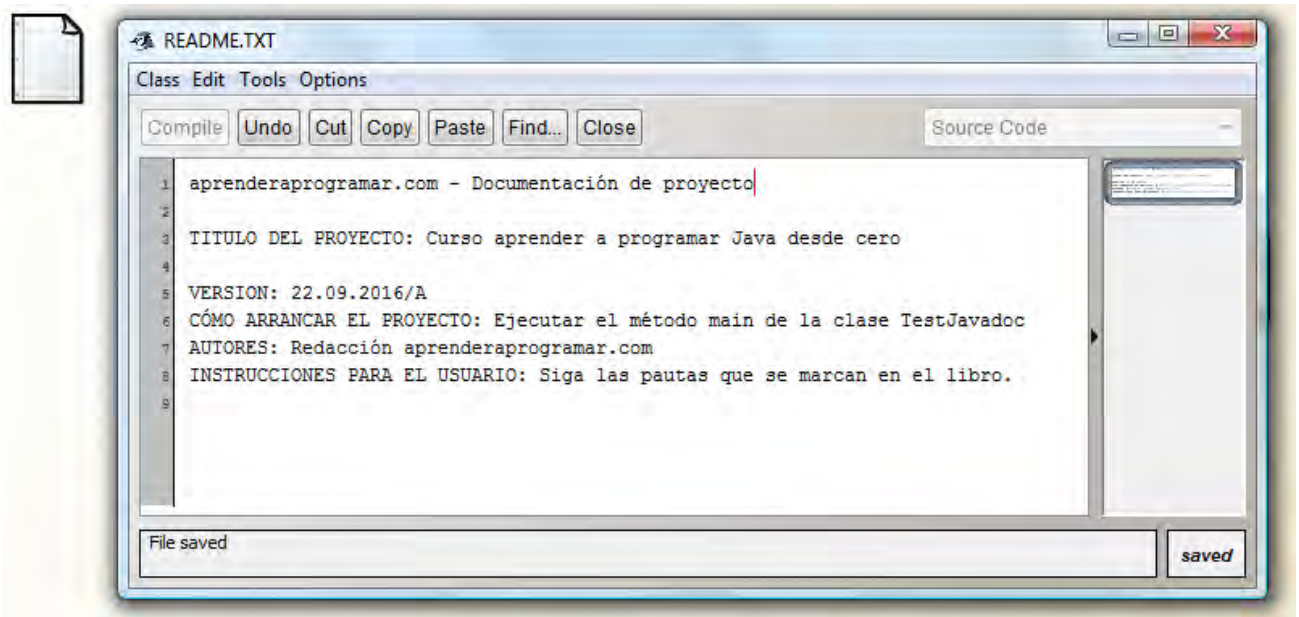 README.TXT
Class Edit Tools Options
Compile Undo Cut Copy Paste Find... Close Source Code
1 aprenderaprogramar.com - Documentación de proyecto
2
3 TITULO DEL PROYECTO: Curso aprender a programar Java desde cero
4
5 VERSION: 22.09.2016/A
6 CÓMO ARRANCAR EL PROYECTO: Ejecutar el método main de la clase TestJavadoc
7 AUTORES: Redacción aprenderaprogramar.com
8 INSTRUCCIONES PARA EL USUARIO: Siga las pautas que se marcan en el libro.
9
File saved
saved